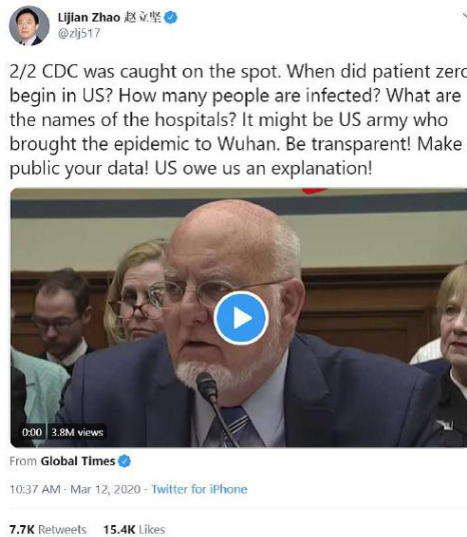 Lijian Zhao 赵立坚
@zlj517
2/2 CDC was caught on the spot. When did patient zero
begin in US? How many people are infected? What are
the names of the hospitals? It might be US army who
brought the epidemic to Wuhan. Be transparent! Make
public your data! US owe us an explanation!
0:00 3.8M views
From Global Times
10:37 AM · Mar 12, 2020 · Twitter for iPhone
7.7K Retweets 15.4K Likes